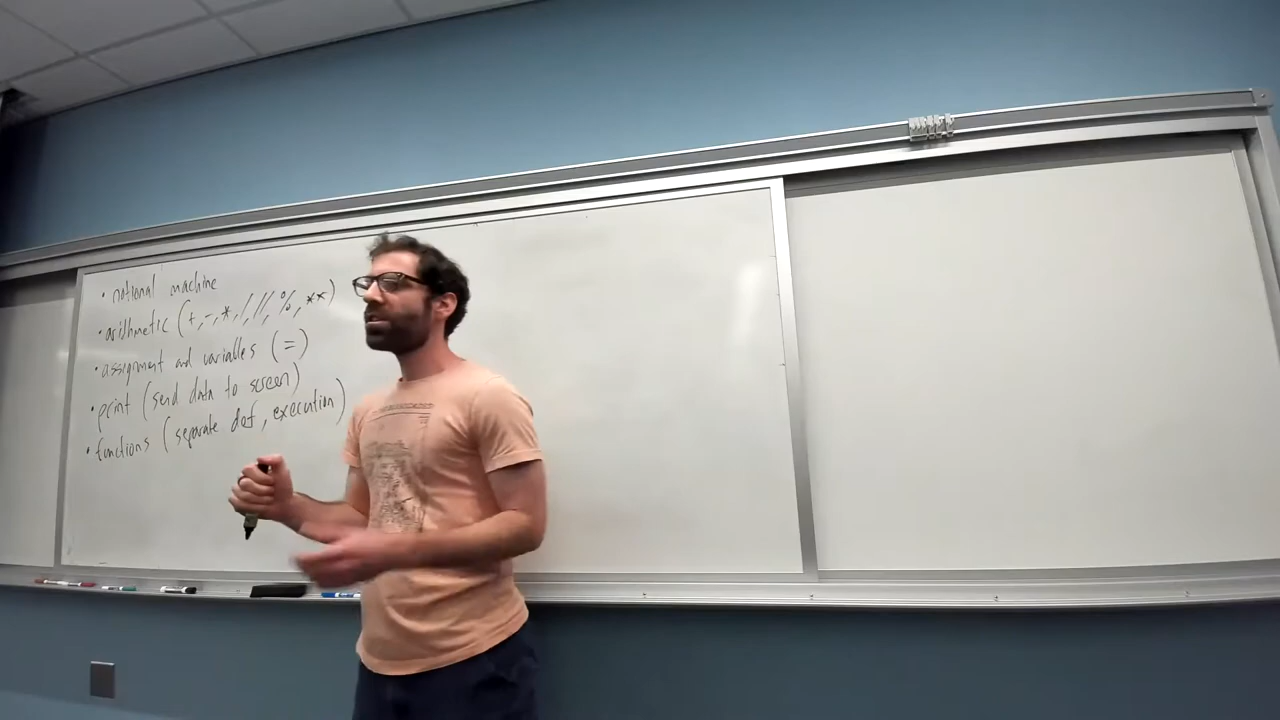 • notional machine
• arithmetic (+,-,*,/,//,%,**)
• assignment and variables (=)
• print (send data to screen)
• functions (separate def, execution)